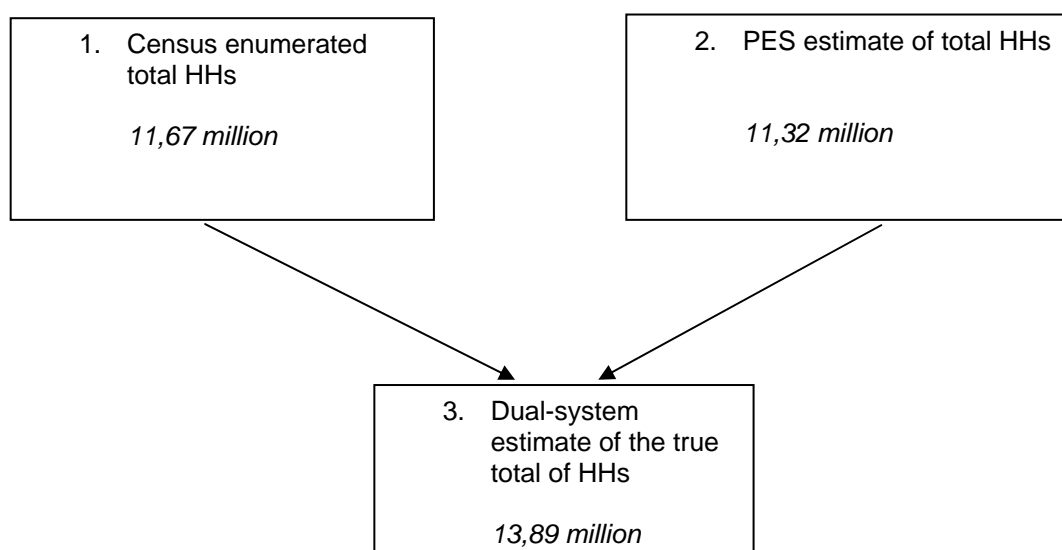 1. Census enumerated
total HHs
11,67 million
2. PES estimate of total HHs
11,32 million
3. Dual-system
estimate of the true
total of HHs
13,89 million